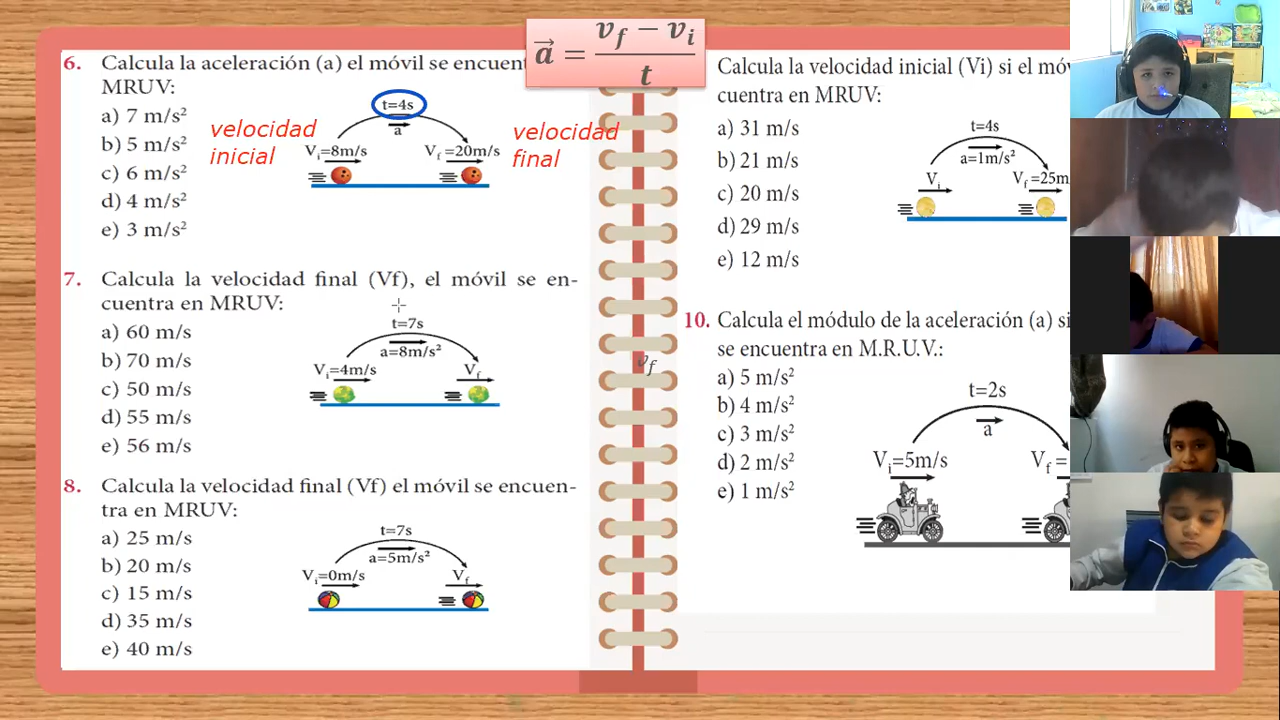 a⃗ = (v_f − v_i) / t
6. Calcula la aceleración (a) el móvil se encuen
MRUV:
a) 7 m/s²
b) 5 m/s²
c) 6 m/s²
d) 4 m/s²
e) 3 m/s²
t=4s
a
velocidad
inicial
Vi=8m/s
Vf =20m/s
velocidad
final
7. Calcula la velocidad final (Vf), el móvil se en-
cuentra en MRUV:
a) 60 m/s
b) 70 m/s
c) 50 m/s
d) 55 m/s
e) 56 m/s
t=7s
a=8m/s²
Vi=4m/s
Vf
8. Calcula la velocidad final (Vf) el móvil se encuen-
tra en MRUV:
a) 25 m/s
b) 20 m/s
c) 15 m/s
d) 35 m/s
e) 40 m/s
t=7s
a=5m/s²
Vi=0m/s
Vf
vf
Calcula la velocidad inicial (Vi) si el mó
cuentra en MRUV:
a) 31 m/s
b) 21 m/s
c) 20 m/s
d) 29 m/s
e) 12 m/s
t=4s
a=1m/s²
Vi
Vf =25m
10. Calcula el módulo de la aceleración (a) si
se encuentra en M.R.U.V.:
a) 5 m/s²
b) 4 m/s²
c) 3 m/s²
d) 2 m/s²
e) 1 m/s²
t=2s
a
Vi=5m/s
Vf =